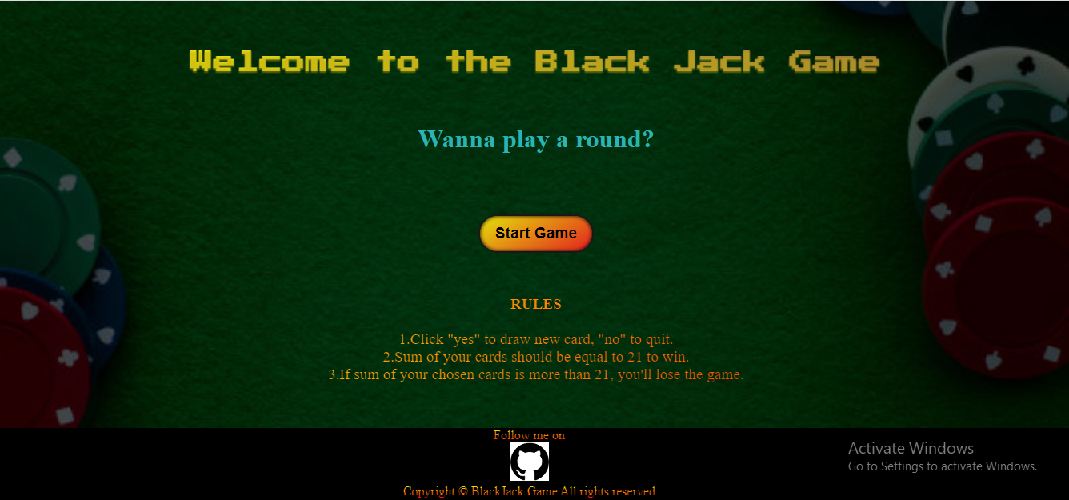 Welcome to the Black Jack Game
Wanna play a round?
Start Game
RULES
1.Click "yes" to draw new card, "no" to quit.
2.Sum of your cards should be equal to 21 to win.
3.If sum of your chosen cards is more than 21, you'll lose the game.
Follow me on
Activate Windows
Go to Settings to activate Windows.
Copyright © BlackJack Game All rights reserved